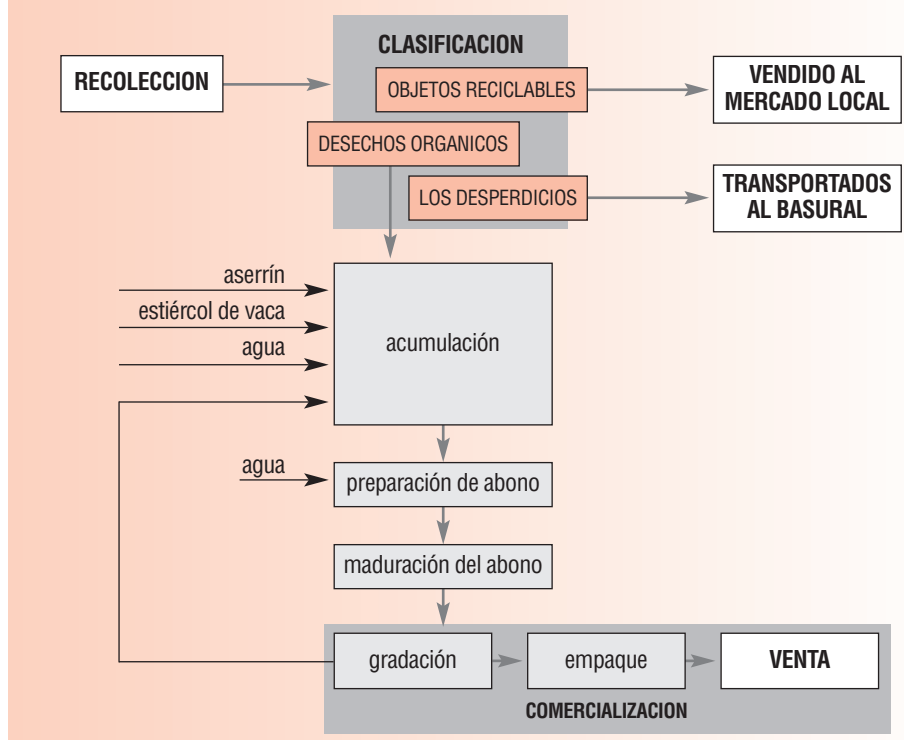 CLASIFICACION
RECOLECCION
OBJETOS RECICLABLES
VENDIDO AL
MERCADO LOCAL
DESECHOS ORGANICOS
LOS DESPERDICIOS
TRANSPORTADOS
AL BASURAL
aserrín
estiércol de vaca
agua
acumulación
agua
preparación de abono
maduración del abono
gradación
empaque
VENTA
COMERCIALIZACION